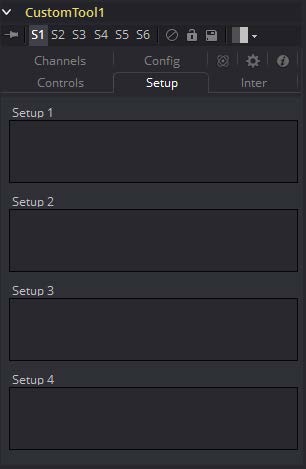 CustomTool1
S1 S2 S3 S4 S5 S6
Channels Config
Controls Setup Inter
Setup 1
Setup 2
Setup 3
Setup 4